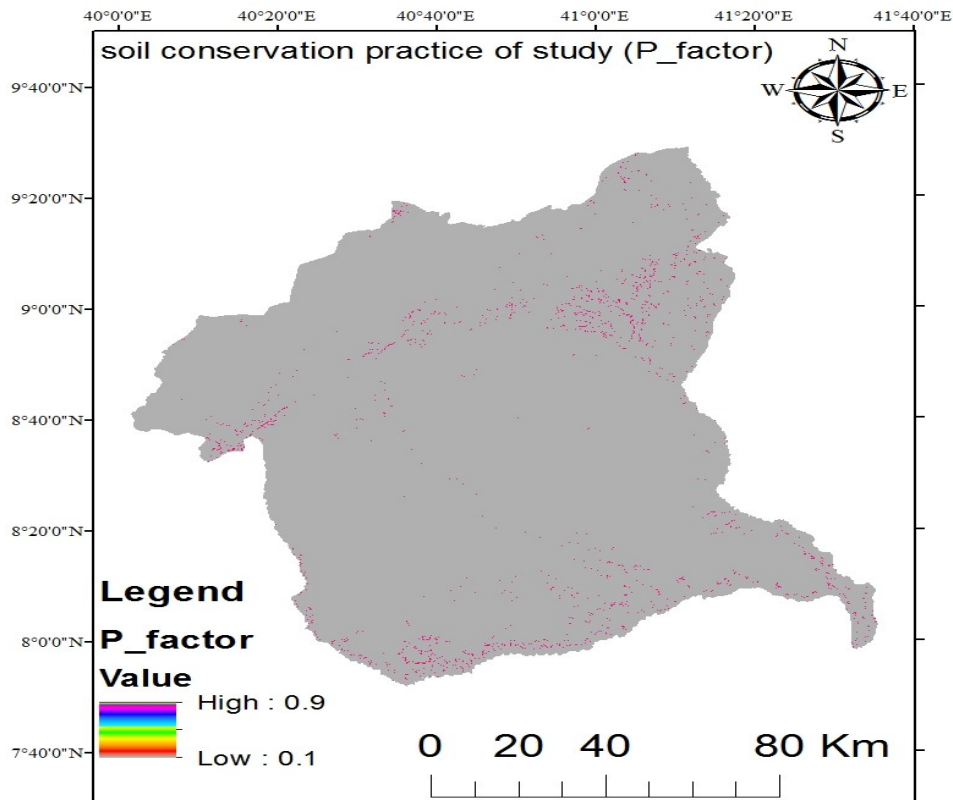 40°0'0"E 40°20'0"E 40°40'0"E 41°0'0"E 41°20'0"E 41°40'0"E
soil conservation practice of study (P_factor)
N
W E
S
9°40'0"N
9°20'0"N
9°0'0"N
8°40'0"N
8°20'0"N
8°0'0"N
7°40'0"N
Legend
P_factor
Value
High : 0.9
Low : 0.1
0 20 40 80 Km